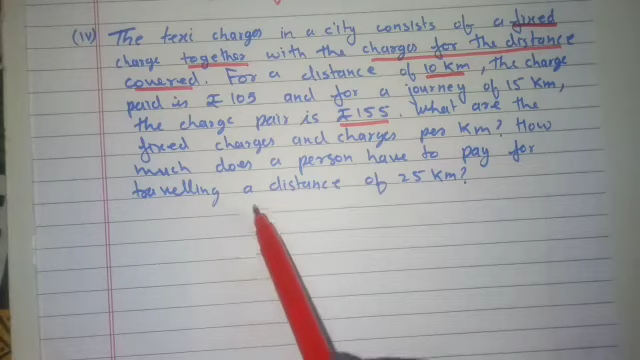 (iv) The texi charges in a city consists of a fixed
charge together with the charges for the distance
covered. For a distance of 10 km, the charge
paid is ₹105 and for a journey of 15 Km,
the charge pair is ₹155. What are the
fixed charges and charges per km? How
much does a person have to pay for
travelling a distance of 25 km?